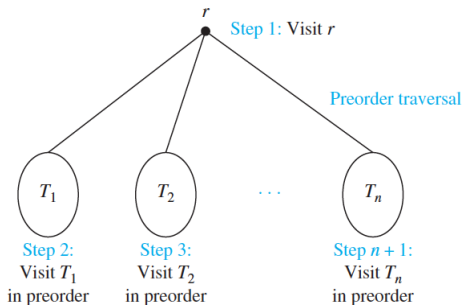 r
Step 1: Visit r
Preorder traversal
T1
T2
. . .
Tn
Step 2:
Visit T1
in preorder
Step 3:
Visit T2
in preorder
Step n + 1:
Visit Tn
in preorder